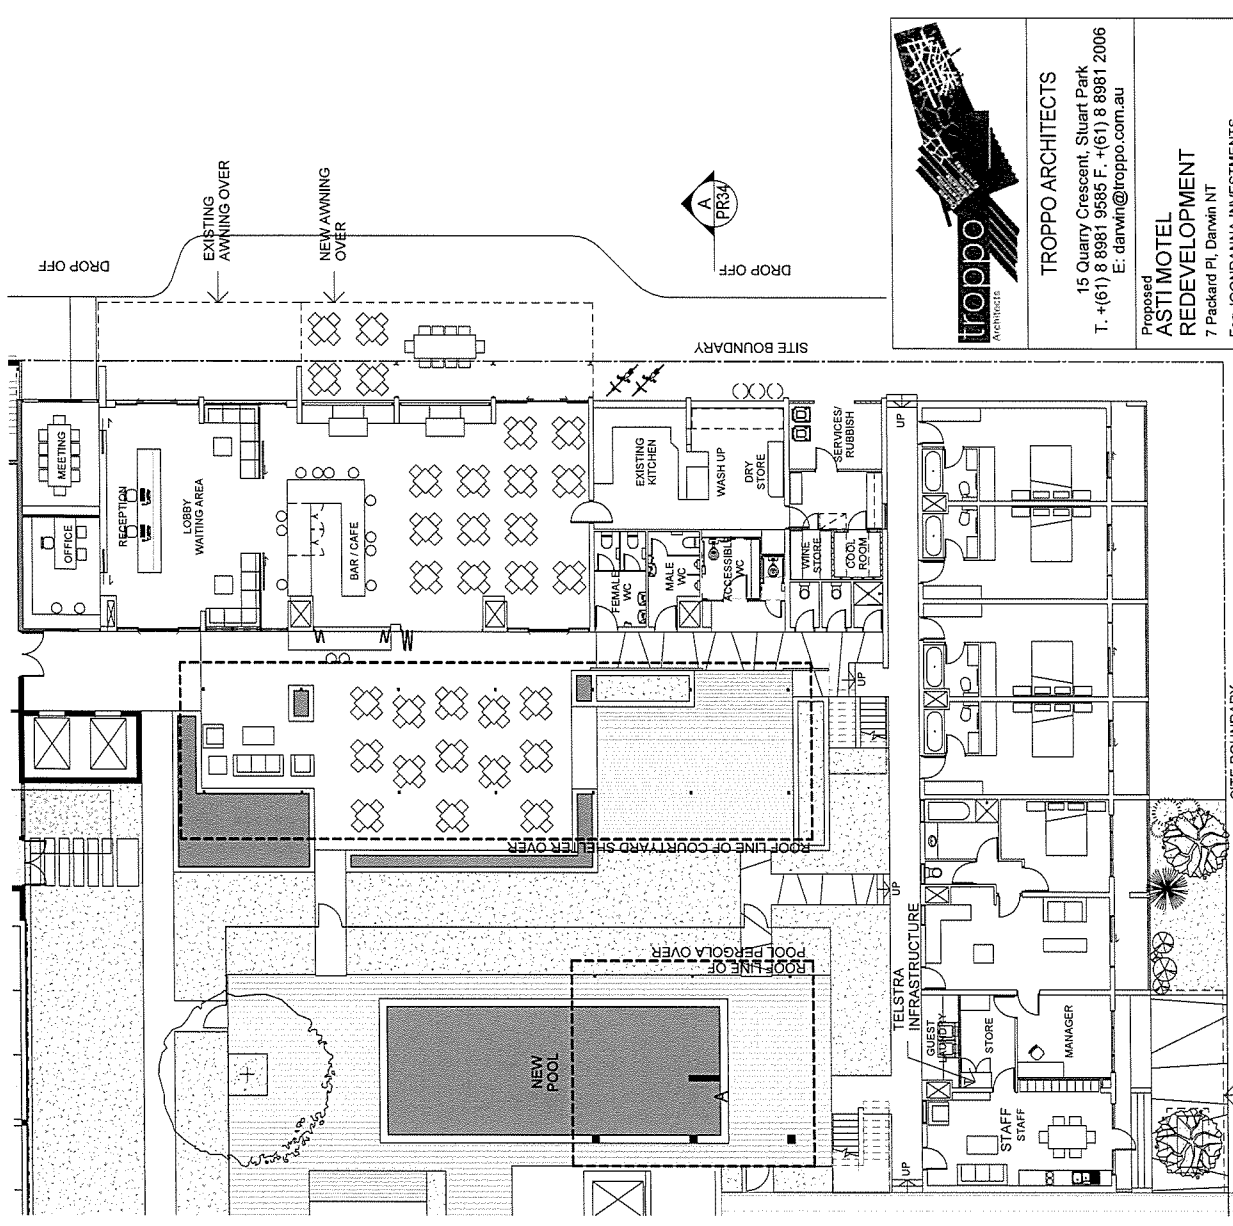 DROP OFF
EXISTING
AWNING OVER
NEW AWNING
OVER
A
PR34
DROP OFF
SITE BOUNDARY
MEETING
OFFICE
RECEPTION
LOBBY
WAITING AREA
BAR / CAFE
EXISTING
KITCHEN
WASH UP
DRY
STORE
SERVICES/
RUBBISH
FEMALE
WC
MALE
WC
ACCESSIBLE
WC
WINE
STORE
COOL
ROOM
UP
UP
ROOF LINE OF COURTYARD SHELTER OVER
UP
ROOF LINE OF
POOL PERGOLA OVER
NEW
POOL
TELSTRA
INFRASTRUCTURE
GUEST
LAUNDRY
STORE
MANAGER
STAFF
STAFF
UP
SITE BOUNDARY
troppo
Architects
TROPPO ARCHITECTS
15 Quarry Crescent, Stuart Park
T. +(61) 8 8981 9585 F. +(61) 8 8981 2006
E: darwin@troppo.com.au
Proposed
ASTI MOTEL
REDEVELOPMENT
7 Packard Pl, Darwin NT
For: JOONDANNA INVESTMENTS